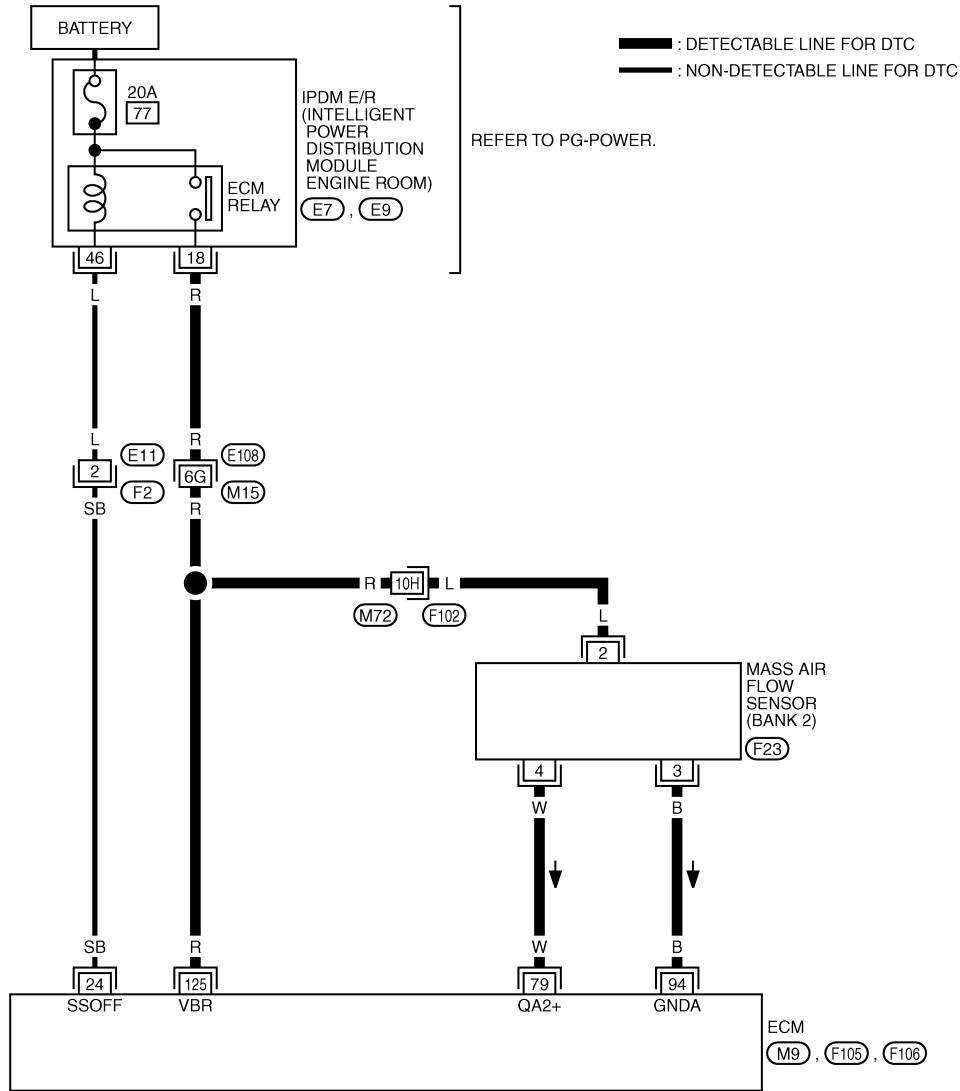 BATTERY
: DETECTABLE LINE FOR DTC
: NON-DETECTABLE LINE FOR DTC
20A
77
IPDM E/R
(INTELLIGENT
POWER
DISTRIBUTION
MODULE
ENGINE ROOM)
E7 , E9
REFER TO PG-POWER.
ECM
RELAY
46
18
L
R
L
R
2
E11
F2
6G
E108
M15
SB
R
R
10H
L
M72
F102
L
2
MASS AIR
FLOW
SENSOR
(BANK 2)
F23
4
3
W
B
SB
R
W
B
24
125
79
94
SSOFF
VBR
QA2+
GNDA
ECM
M9 , F105 , F106